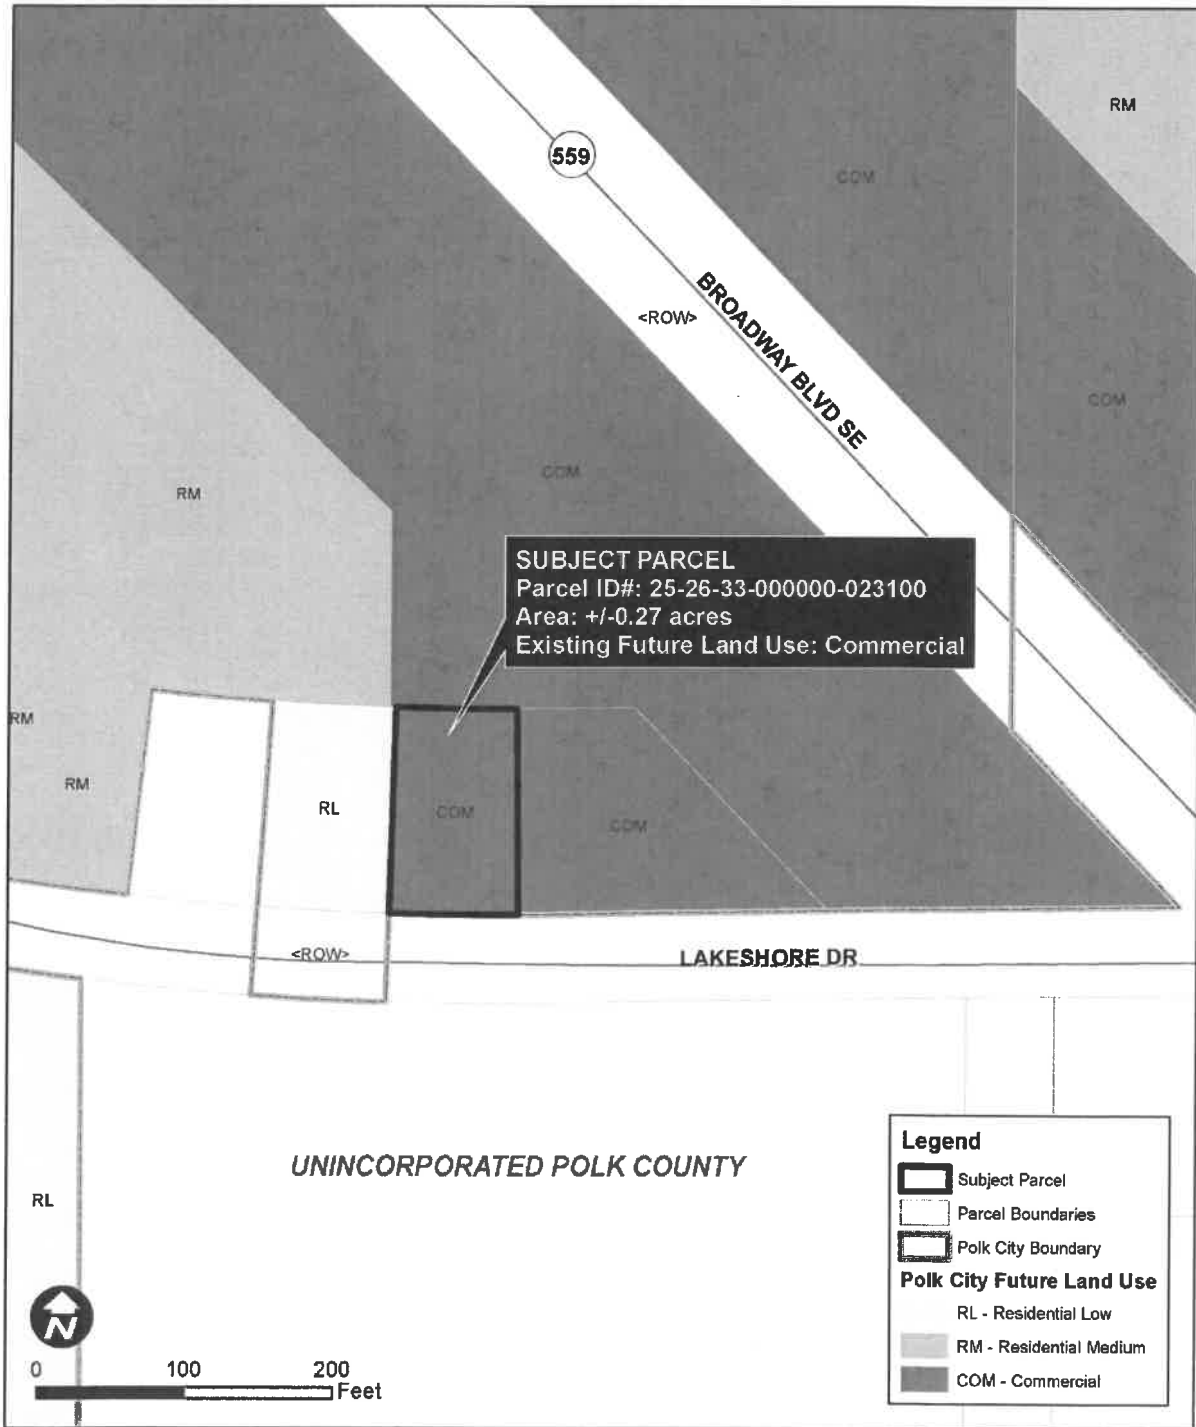 RM
COM
559
BROADWAY BLVD SE
<ROW>
COM
COM
RM
SUBJECT PARCEL
Parcel ID#: 25-26-33-000000-023100
Area: +/-0.27 acres
Existing Future Land Use: Commercial
RM
RM
RL
COM
COM
<ROW>
LAKESHORE DR
UNINCORPORATED POLK COUNTY
RL
N
0 100 200
Feet
Legend
Subject Parcel
Parcel Boundaries
Polk City Boundary
Polk City Future Land Use
RL - Residential Low
RM - Residential Medium
COM - Commercial